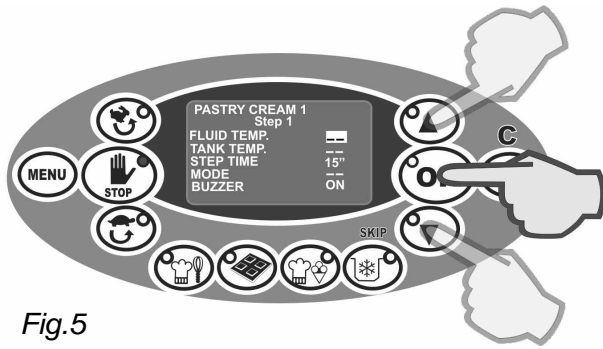 PASTRY CREAM 1
Step 1
FLUID TEMP. --
TANK TEMP. --
STEP TIME 15"
MODE --
BUZZER ON
MENU
STOP
C
SKIP
Fig.5